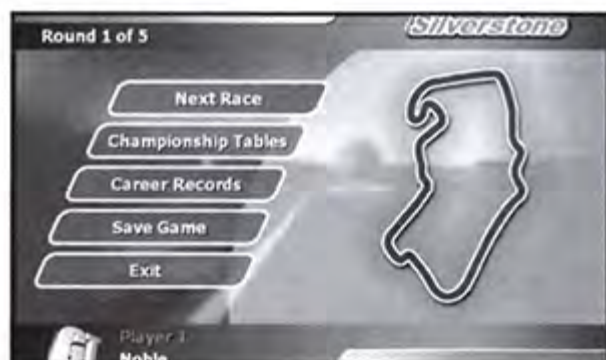 Round 1 of 5
Silverstone
Next Race
Championship Tables
Career Records
Save Game
Exit
Player 1
Noble